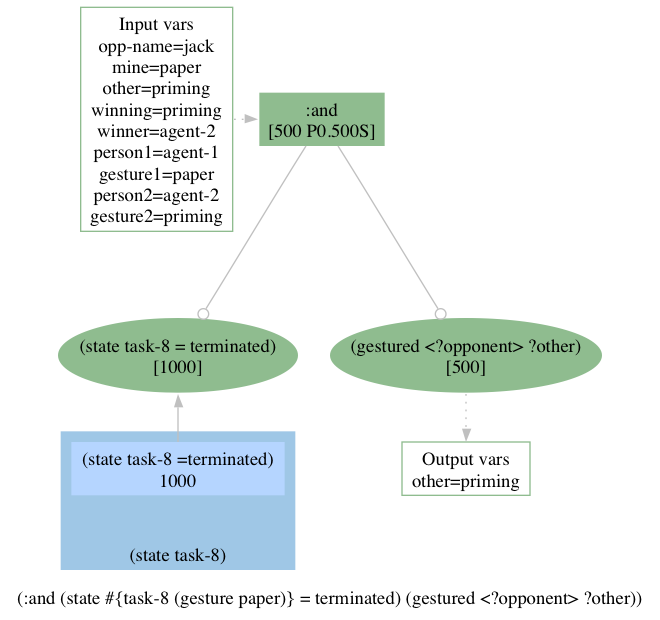 Input vars
opp-name=jack
mine=paper
other=priming
winning=priming
winner=agent-2
person1=agent-1
gesture1=paper
person2=agent-2
gesture2=priming
:and
[500 P0.500S]
(state task-8 = terminated)
[1000]
(gestured <?opponent> ?other)
[500]
(state task-8 =terminated)
1000
(state task-8)
Output vars
other=priming
(:and (state #{task-8 (gesture paper)} = terminated) (gestured <?opponent> ?other))